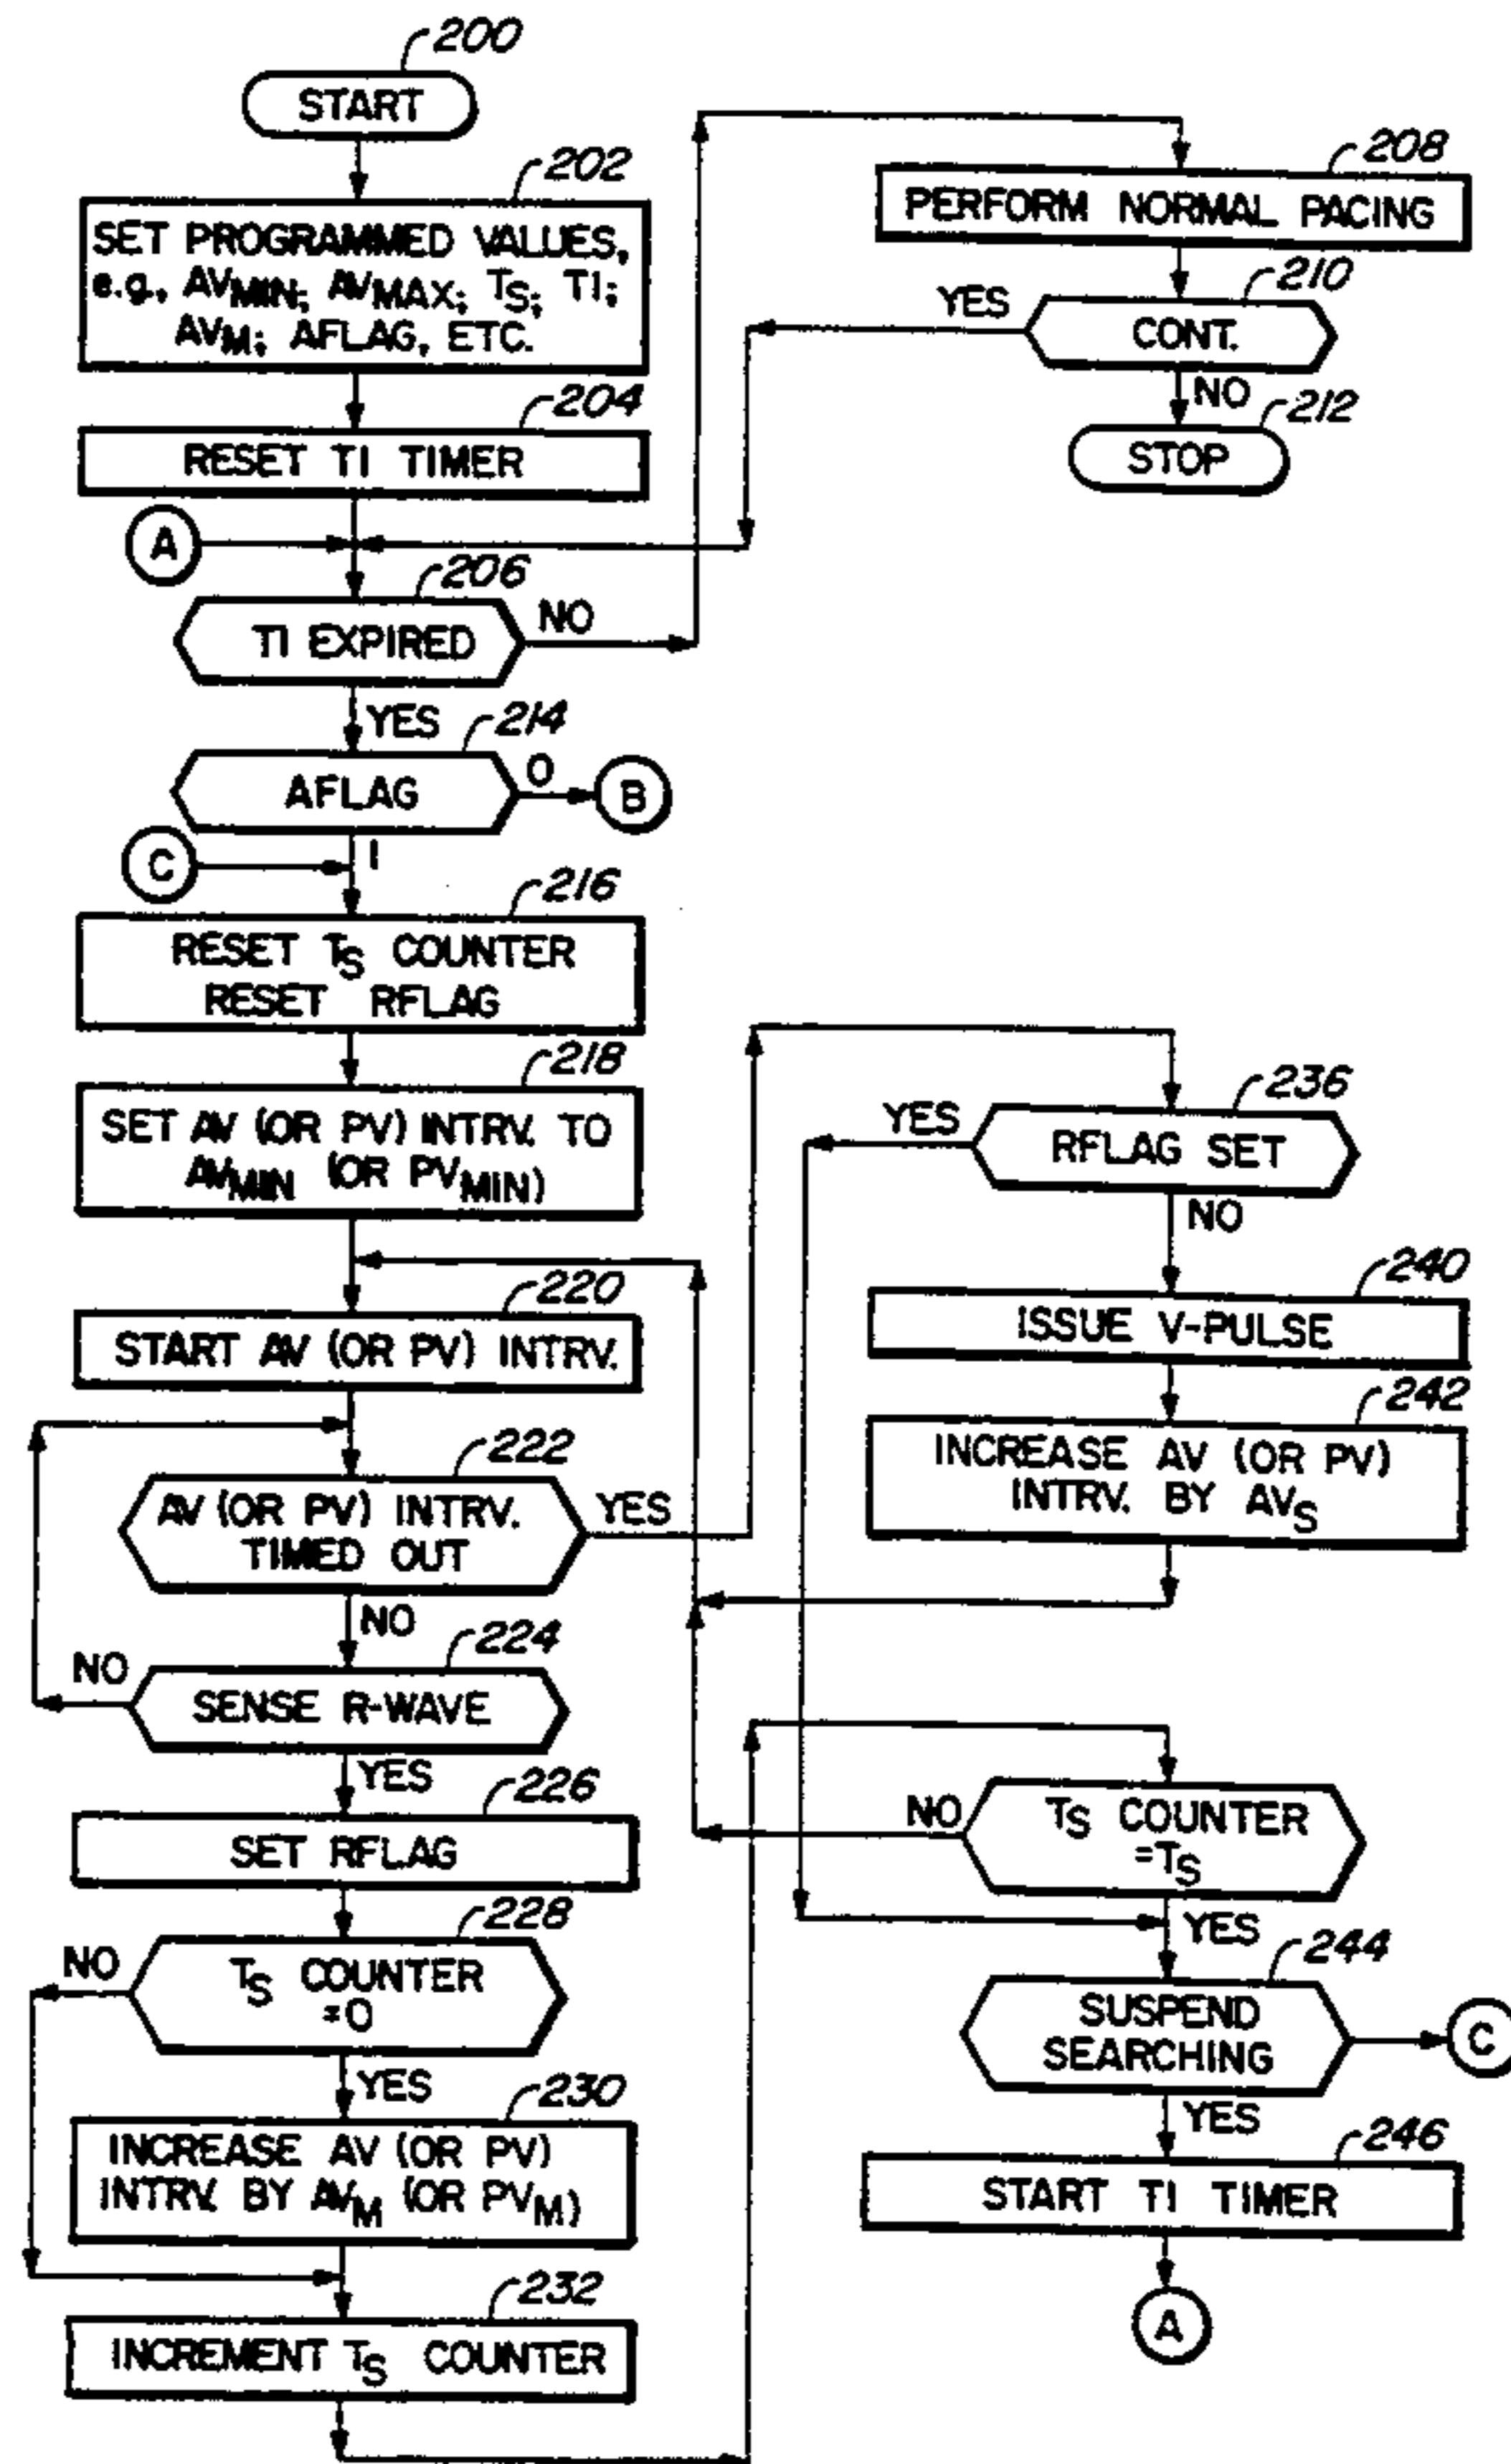 200
START
202
SET PROGRAMMED VALUES,
e.g., AVMIN; AVMAX; TS; TI;
AVM; AFLAG, ETC.
204
RESET TI TIMER
A
206
TI EXPIRED
NO
YES
214
AFLAG
0
B
C
1
216
RESET TS COUNTER
RESET RFLAG
218
SET AV (OR PV) INTRV. TO
AVMIN (OR PVMIN)
220
START AV (OR PV) INTRV.
222
AV (OR PV) INTRV.
TIMED OUT
YES
NO
224
SENSE R-WAVE
NO
YES
226
SET RFLAG
228
TS COUNTER
=0
NO
YES
230
INCREASE AV (OR PV)
INTRV. BY AVM (OR PVM)
232
INCREMENT TS COUNTER
208
PERFORM NORMAL PACING
210
CONT.
YES
NO
212
STOP
236
RFLAG SET
YES
NO
240
ISSUE V-PULSE
242
INCREASE AV (OR PV)
INTRV. BY AVS
TS COUNTER
=TS
NO
YES
244
SUSPEND
SEARCHING
C
YES
246
START TI TIMER
A